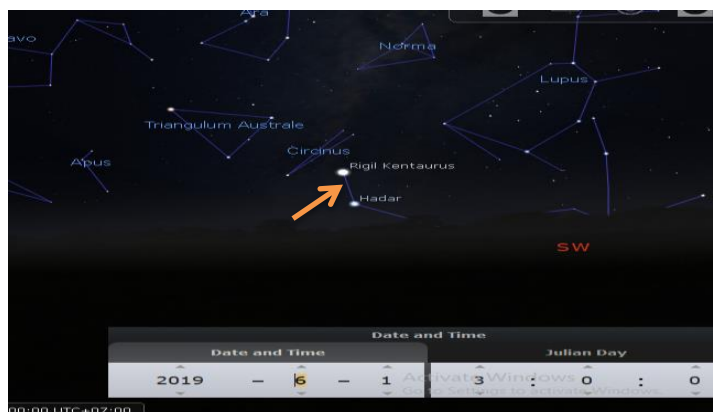 Ara
avo
Norma
Lupus
Triangulum Australe
Circinus
Apus
Rigil Kentaurus
Hadar
SW
Date and Time
Date and Time Julian Day
2019 - 6 - 1 3 : 0 : 0
Activate Windows
Go to Settings to activate Windows.
00:00 UTC+07:00